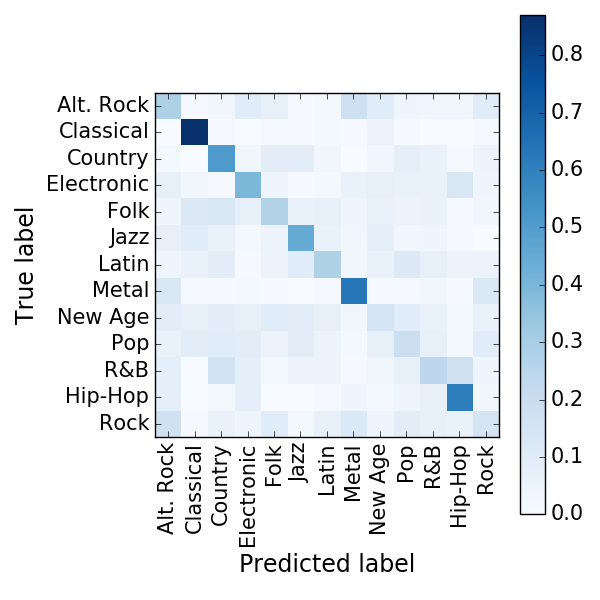 True label
Alt. Rock
Classical
Country
Electronic
Folk
Jazz
Latin
Metal
New Age
Pop
R&B
Hip-Hop
Rock
Alt. Rock
Classical
Country
Electronic
Folk
Jazz
Latin
Metal
New Age
Pop
R&B
Hip-Hop
Rock
Predicted label
0.8
0.7
0.6
0.5
0.4
0.3
0.2
0.1
0.0